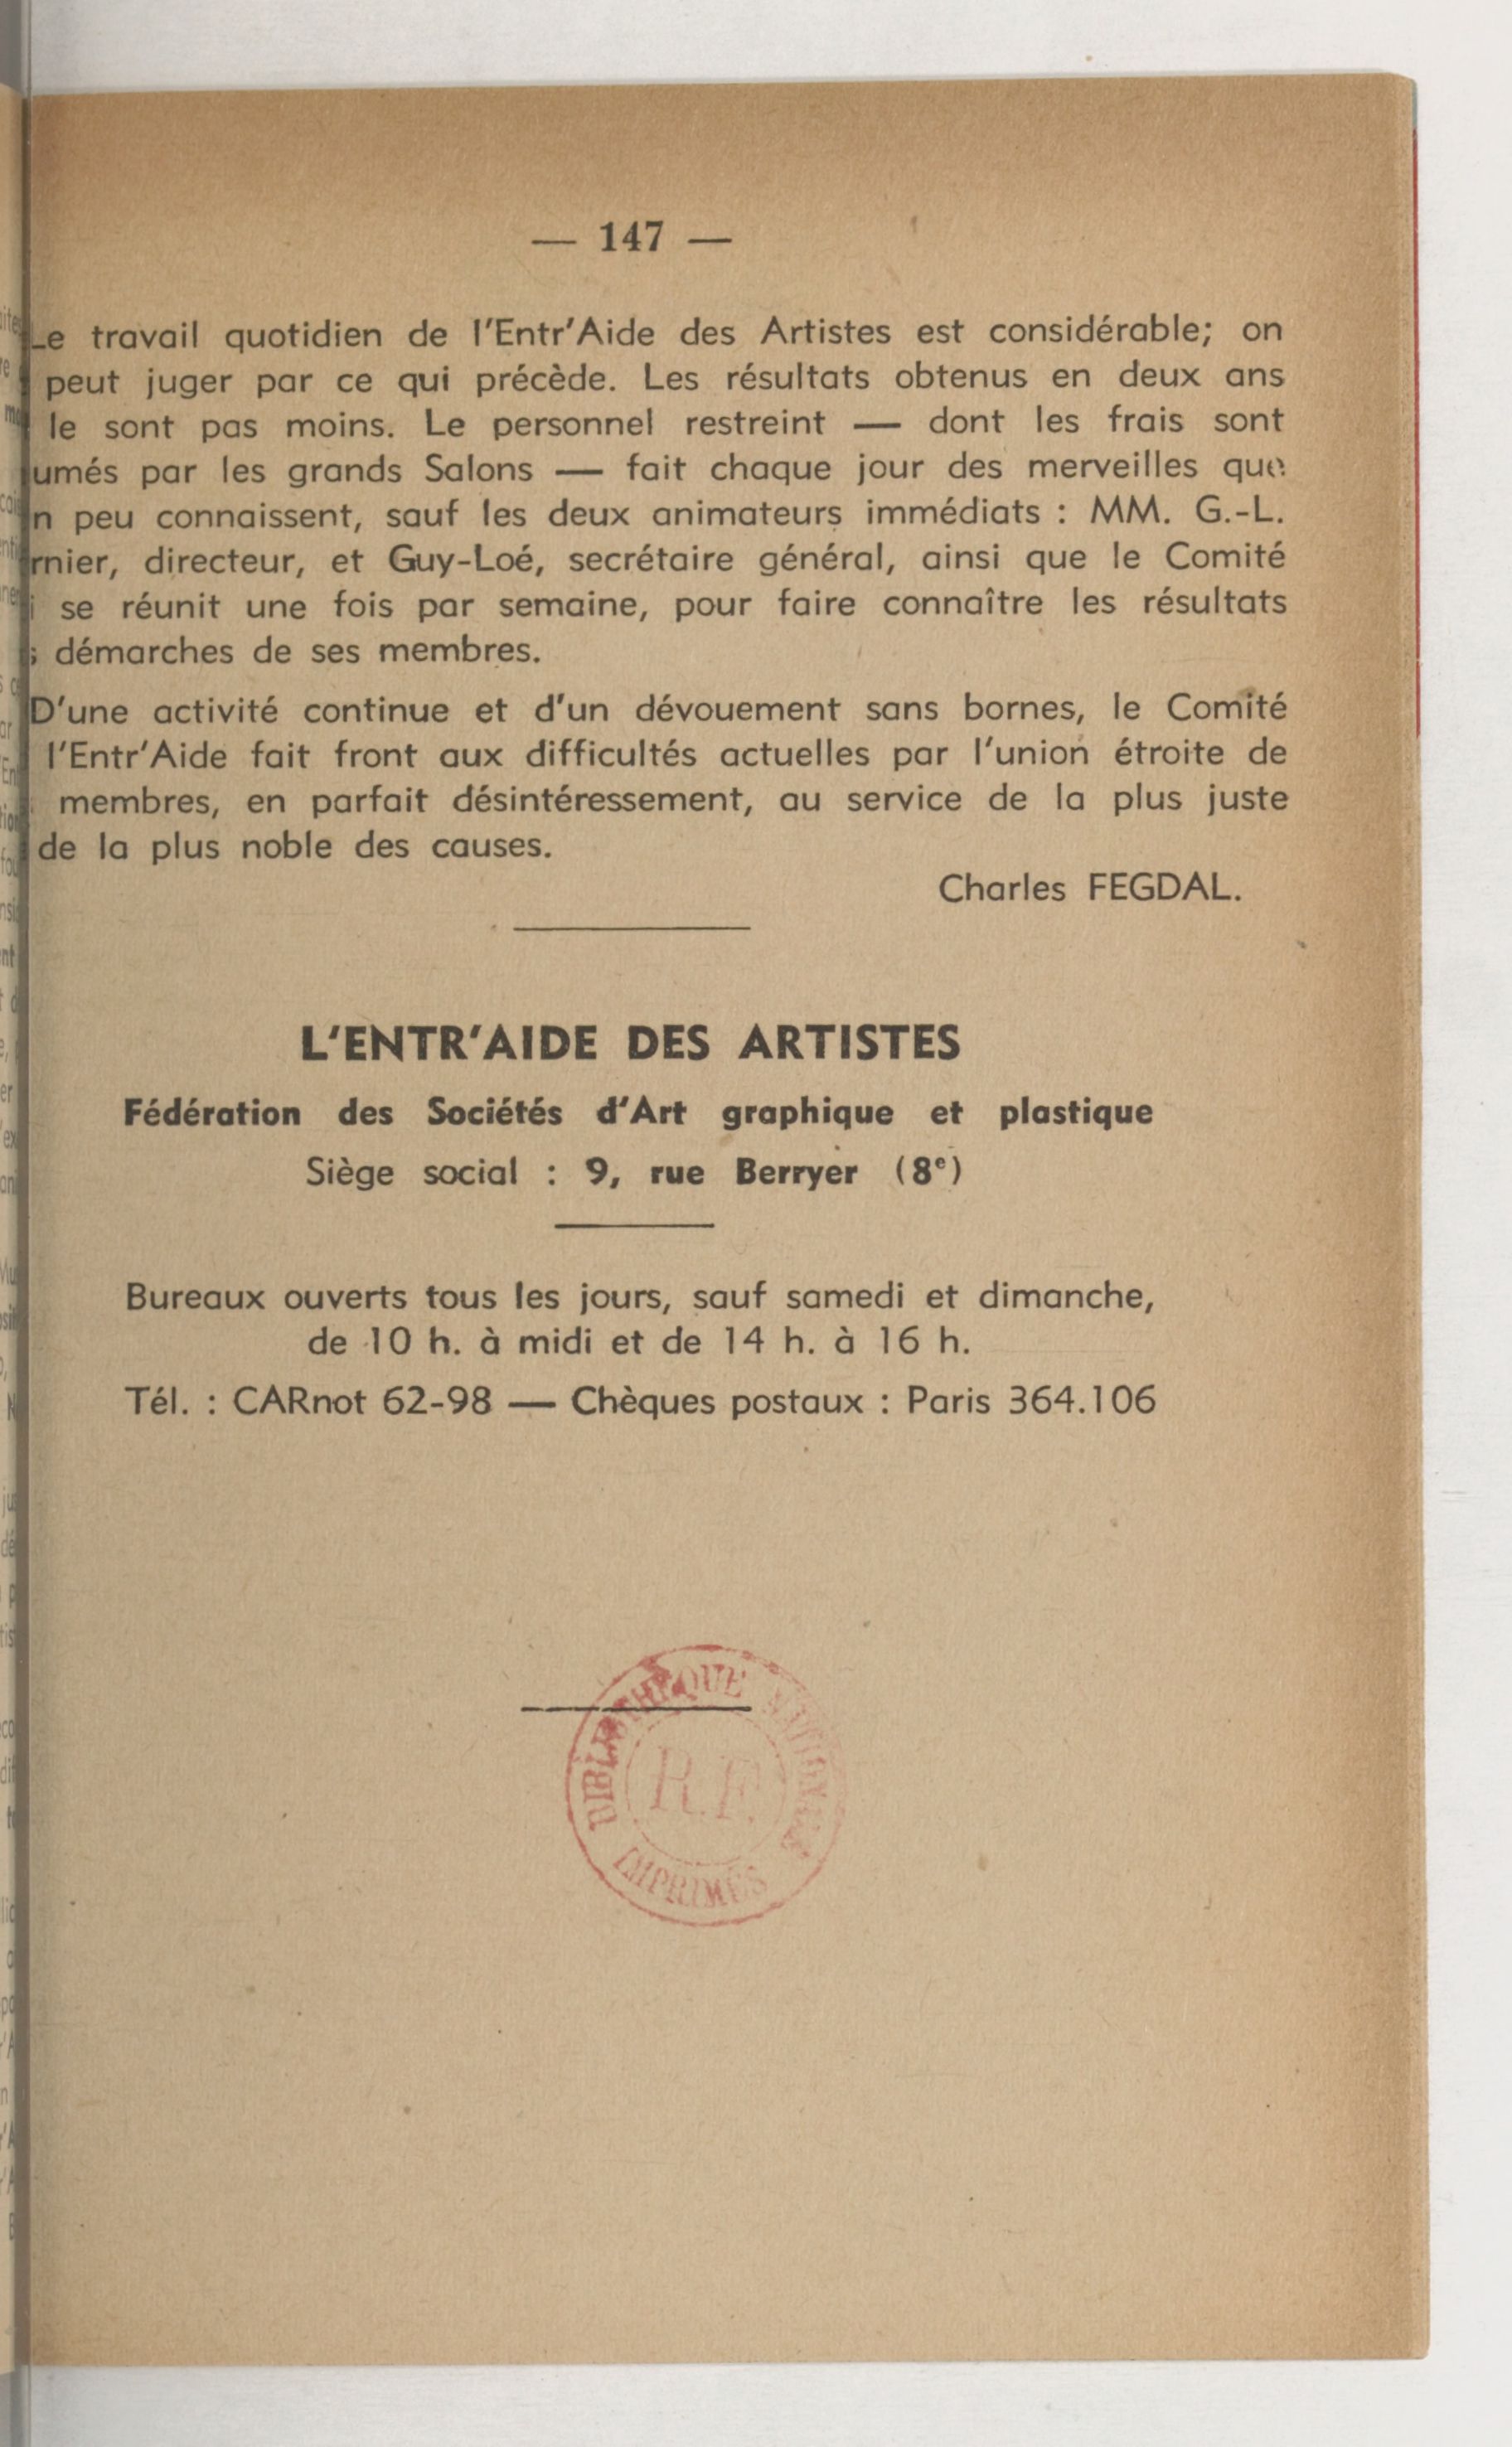 — 147 —
Le travail quotidien de l'Entr'Aide des Artistes est considérable; on
peut juger par ce qui précède. Les résultats obtenus en deux ans
le sont pas moins. Le personnel restreint — dont les frais sont
umés par les grands Salons — fait chaque jour des merveilles que
n peu connaissent, sauf les deux animateurs immédiats : MM. G.-L.
rnier, directeur, et Guy-Loé, secrétaire général, ainsi que le Comité
i se réunit une fois par semaine, pour faire connaître les résultats
s démarches de ses membres.
D'une activité continue et d'un dévouement sans bornes, le Comité
l'Entr'Aide fait front aux difficultés actuelles par l'union étroite de
membres, en parfait désintéressement, au service de la plus juste
de la plus noble des causes.
Charles FEGDAL.
L'ENTR'AIDE DES ARTISTES
Fédération des Sociétés d'Art graphique et plastique
Siège social : 9, rue Berryer (8e)
Bureaux ouverts tous les jours, sauf samedi et dimanche,
de 10 h. à midi et de 14 h. à 16 h.
Tél. : CARnot 62-98 — Chèques postaux : Paris 364.106
BIBLIOTHÈQUE NATIONALE
R.F.
IMPRIMÉS